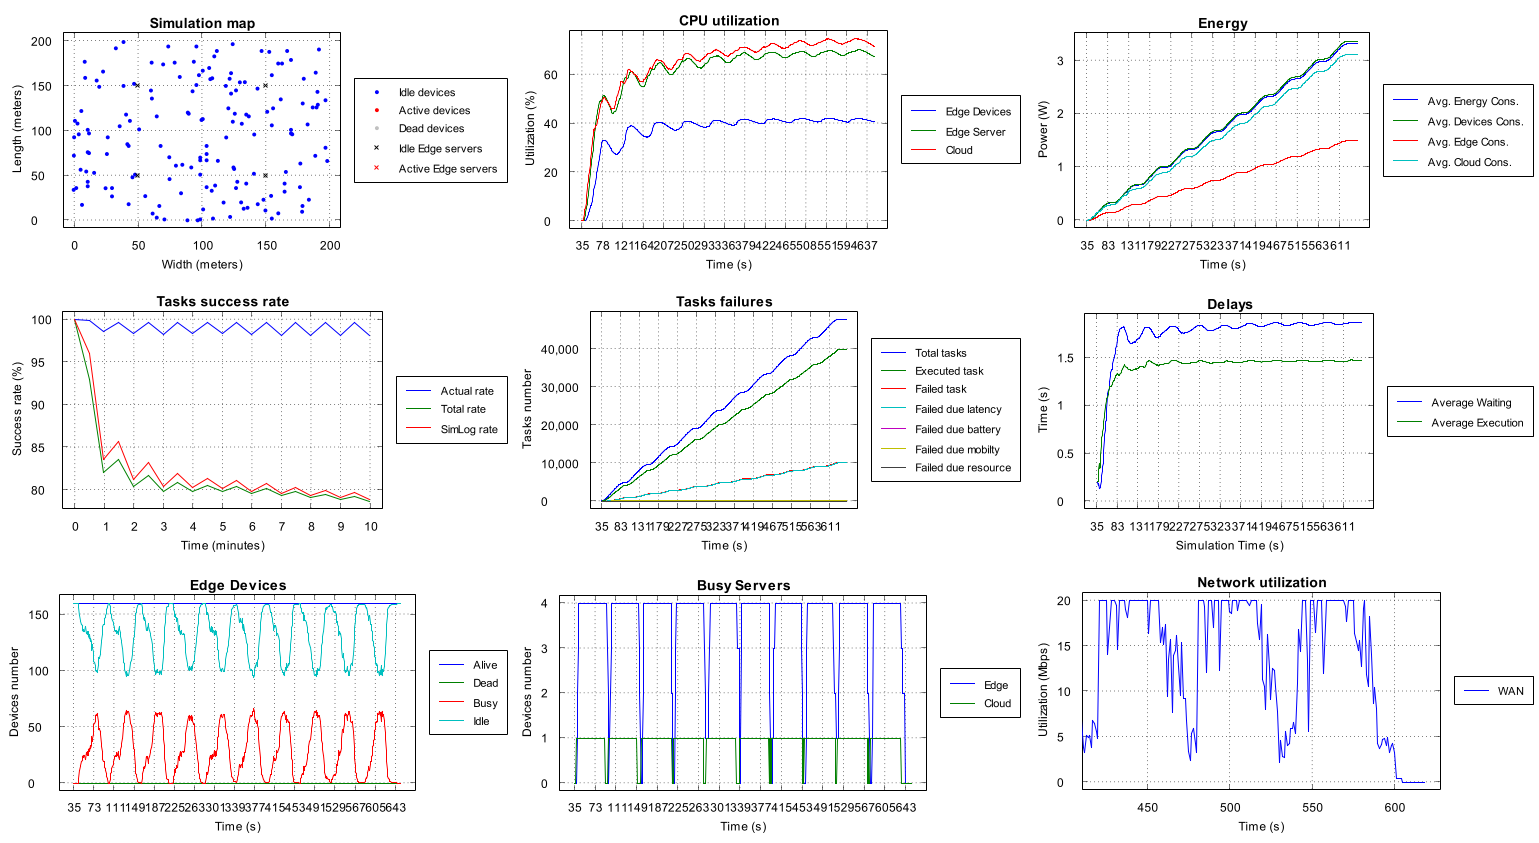 Simulation map
Length (meters)
200
150
100
50
0
0 50 100 150 200
Width (meters)
Idle devices
Active devices
Dead devices
Idle Edge servers
Active Edge servers
CPU utilization
Utilization (%)
60
40
20
0
Time (s)
Edge Devices
Edge Server
Cloud
Energy
Power (W)
3
2
1
0
Time (s)
Avg. Energy Cons.
Avg. Devices Cons.
Avg. Edge Cons.
Avg. Cloud Cons.
Tasks success rate
Success rate (%)
100
95
90
85
80
0 1 2 3 4 5 6 7 8 9 10
Time (minutes)
Actual rate
Total rate
SimLog rate
Tasks failures
Tasks number
40,000
30,000
20,000
10,000
0
Time (s)
Total tasks
Executed task
Failed task
Failed due latency
Failed due battery
Failed due mobilty
Failed due resource
Delays
Time (s)
1.5
1
0.5
0
Simulation Time (s)
Average Waiting
Average Execution
Edge Devices
Devices number
150
100
50
0
Time (s)
Alive
Dead
Busy
Idle
Busy Servers
Devices number
4
3
2
1
0
Time (s)
Edge
Cloud
Network utilization
Utilization (Mbps)
20
15
10
5
0
450 500 550 600
Time (s)
WAN